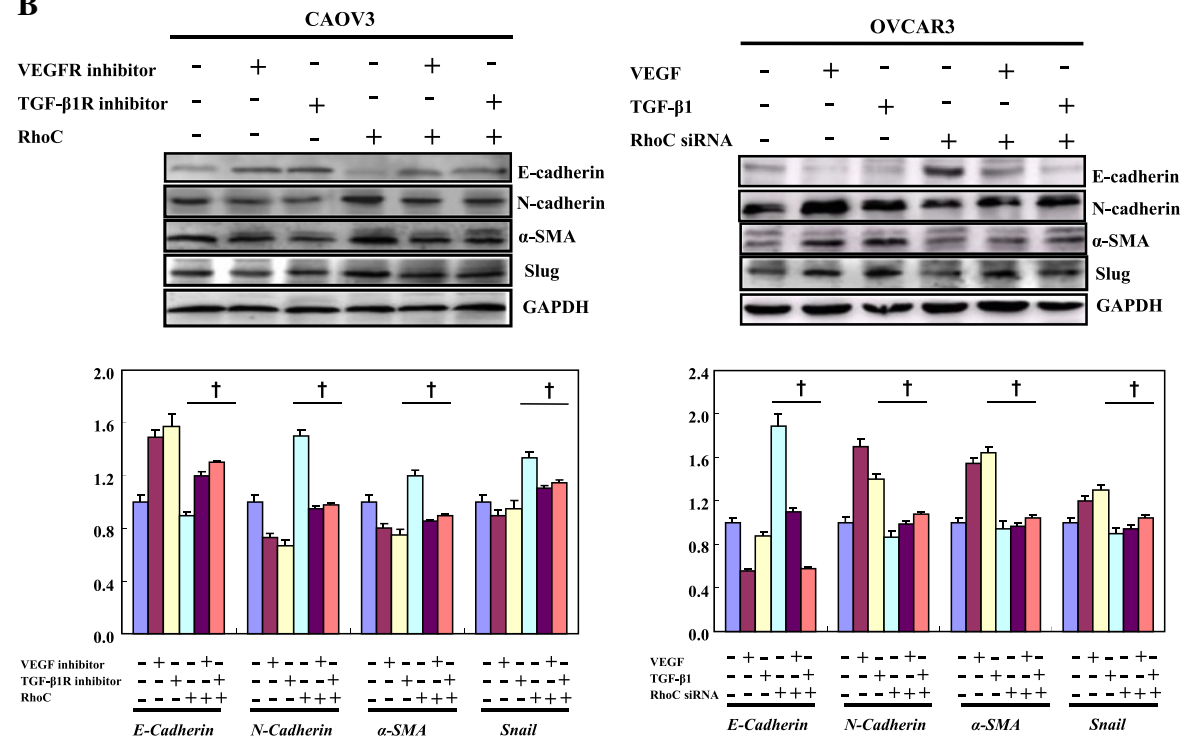 B
CAOV3
VEGFR inhibitor - + - - + -
TGF-β1R inhibitor - - + - - +
RhoC - - - + + +
E-cadherin
N-cadherin
α-SMA
Slug
GAPDH
OVCAR3
VEGF - + - - + -
TGF-β1 - - + - - +
RhoC siRNA - - - + + +
E-cadherin
N-cadherin
α-SMA
Slug
GAPDH
2.0
1.6
1.2
0.8
0.4
0.0
† † † †
VEGF inhibitor - + - - + - - + - - + - - + - - + - - + - - + -
TGF-β1R inhibitor - - + - - + - - + - - + - - + - - + - - + - - +
RhoC - - - + + + - - - + + + - - - + + + - - - + + +
E-Cadherin N-Cadherin α-SMA Snail
2.4
2.0
1.6
1.2
0.8
0.4
0.0
† † † †
VEGF - + - - + - - + - - + - - + - - + - - + - - + -
TGF-β1 - - + - - + - - + - - + - - + - - + - - + - - +
RhoC siRNA - - - + + + - - - + + + - - - + + + - - - + + +
E-Cadherin N-Cadherin α-SMA Snail